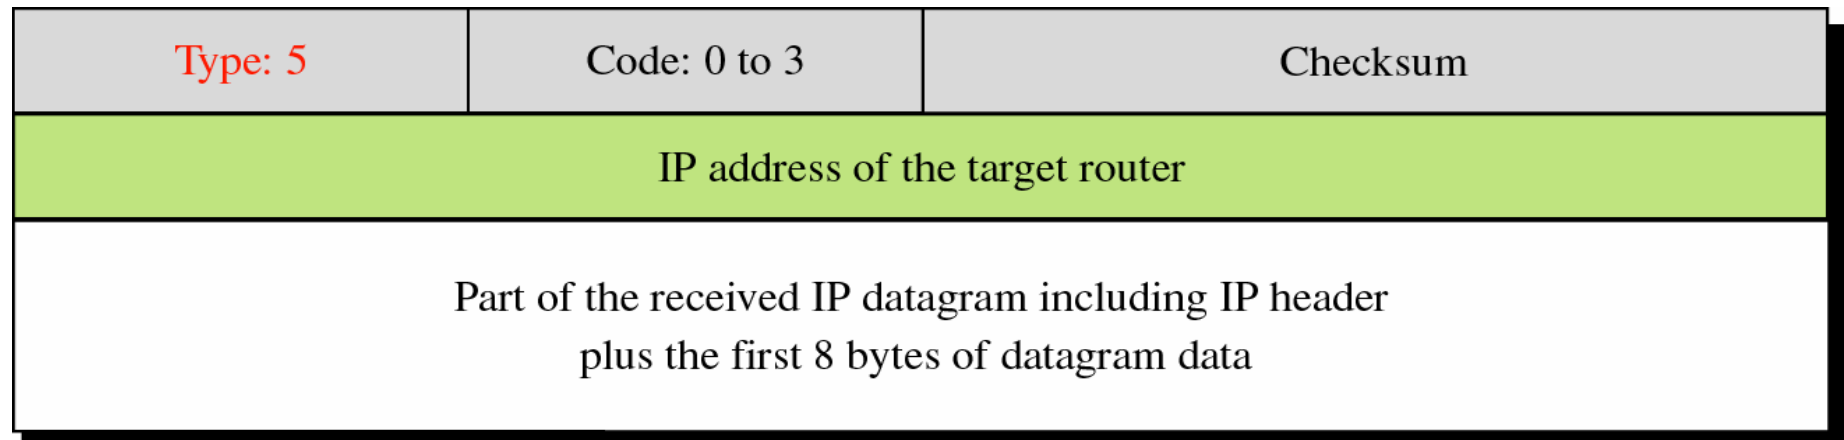 Type: 5
Code: 0 to 3
Checksum
IP address of the target router
Part of the received IP datagram including IP header
plus the first 8 bytes of datagram data